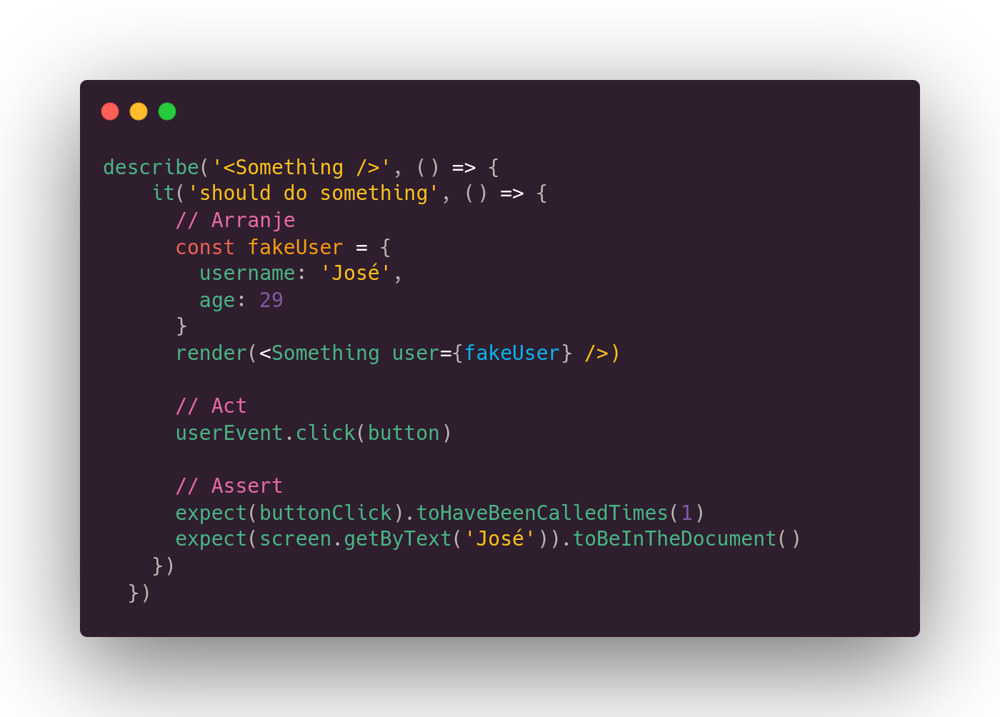 describe('<Something />', () => {
    it('should do something', () => {
      // Arranje
      const fakeUser = {
        username: 'José',
        age: 29
      }
      render(<Something user={fakeUser} />)

      // Act
      userEvent.click(button)

      // Assert
      expect(buttonClick).toHaveBeenCalledTimes(1)
      expect(screen.getByText('José')).toBeInTheDocument()
    })
  })